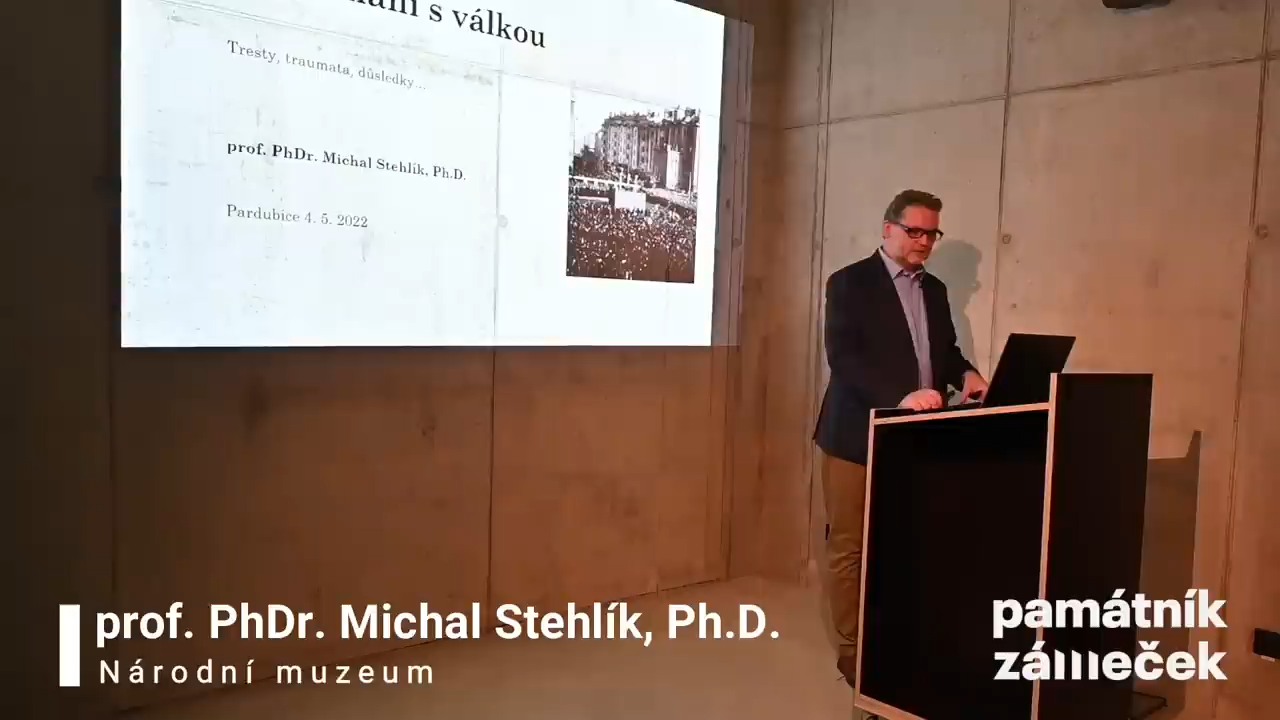 s válkou
Tresty, traumata, důsledky...
prof. PhDr. Michal Stehlík, Ph.D.
Pardubice 4. 5. 2022
prof. PhDr. Michal Stehlík, Ph.D.
Národní muzeum
památník
zámeček